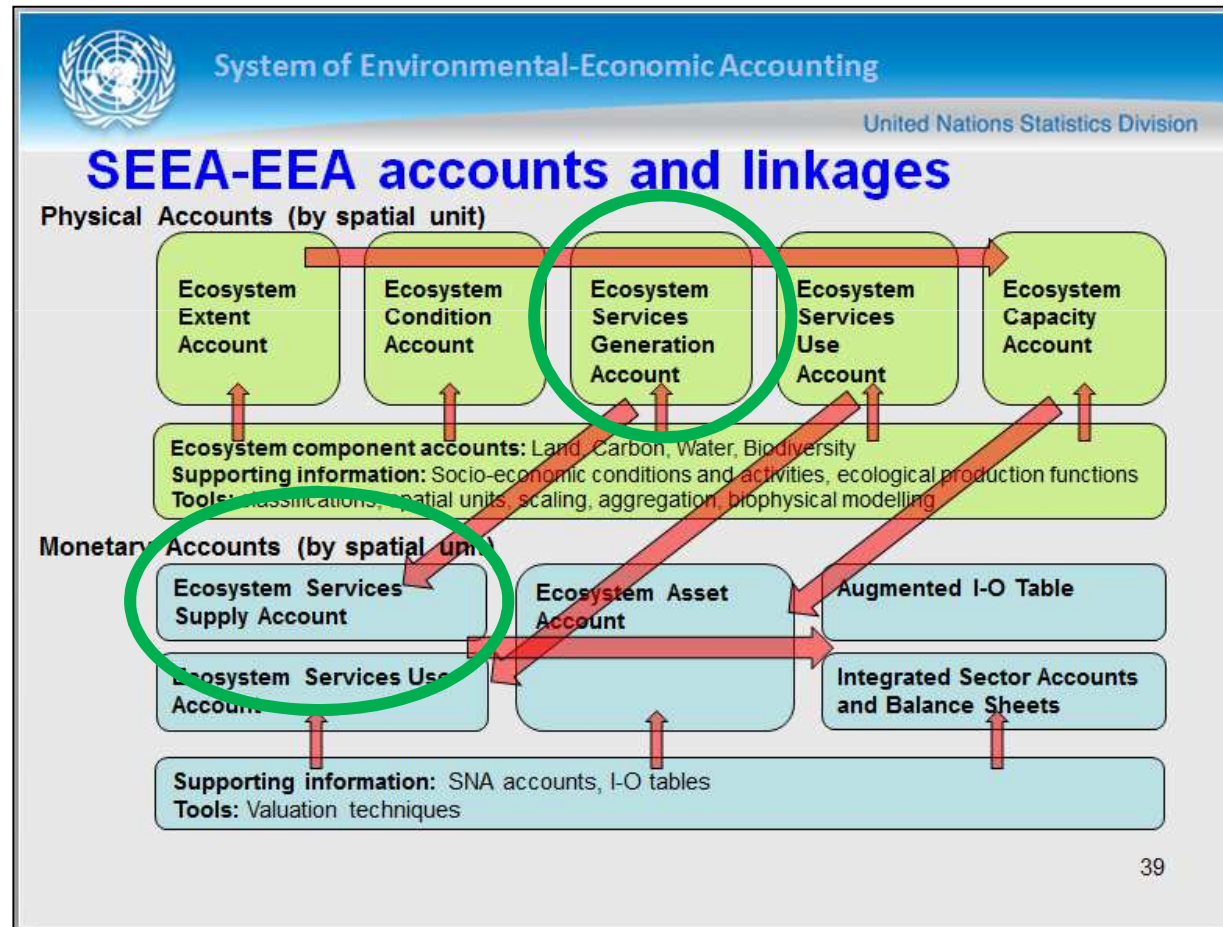 System of Environmental-Economic Accounting
United Nations Statistics Division
SEEA-EEA accounts and linkages
Physical Accounts (by spatial unit)
Ecosystem
Extent
Account
Ecosystem
Condition
Account
Ecosystem
Services
Generation
Account
Ecosystem
Services
Use
Account
Ecosystem
Capacity
Account
Ecosystem component accounts: Land, Carbon, Water, Biodiversity
Supporting information: Socio-economic conditions and activities, ecological production functions
Tools: classifications, spatial units, scaling, aggregation, biophysical modelling
Monetary Accounts (by spatial unit)
Ecosystem Services
Supply Account
Ecosystem Services Use
Account
Ecosystem Asset
Account
Augmented I-O Table
Integrated Sector Accounts
and Balance Sheets
Supporting information: SNA accounts, I-O tables
Tools: Valuation techniques
39